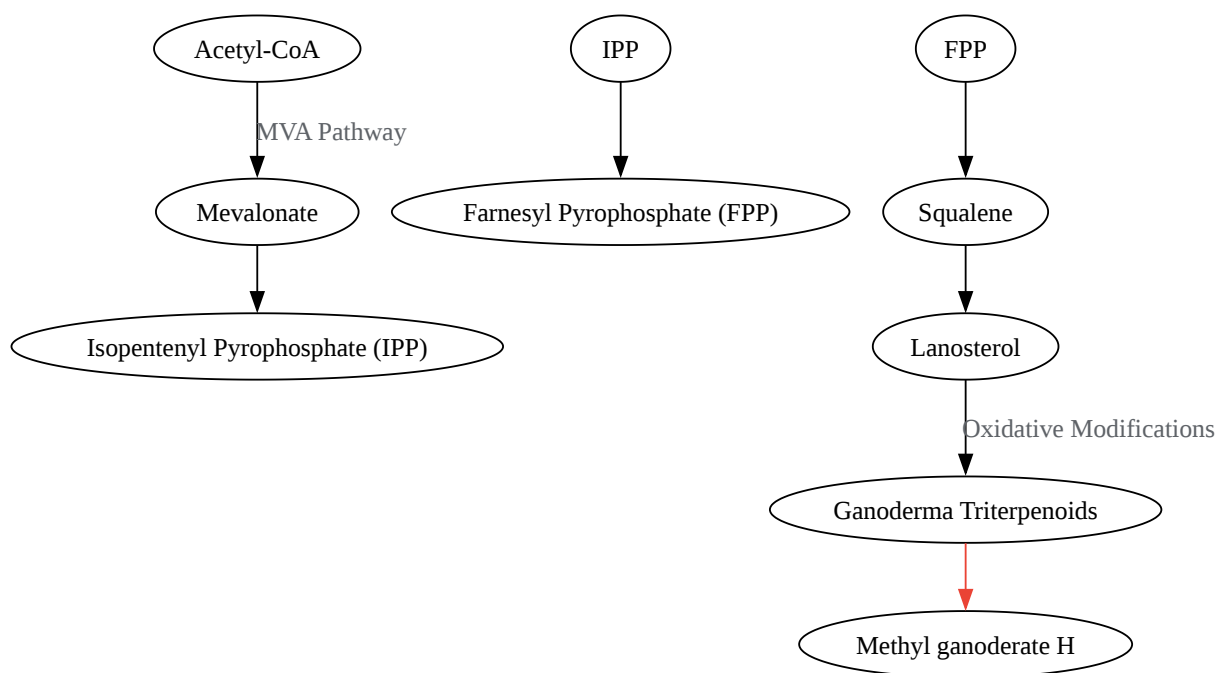 Acetyl-CoA
IPP
FPP
MVA Pathway
Mevalonate
Farnesyl Pyrophosphate (FPP)
Squalene
Isopentenyl Pyrophosphate (IPP)
Lanosterol
Oxidative Modifications
Ganoderma Triterpenoids
Methyl ganoderate H